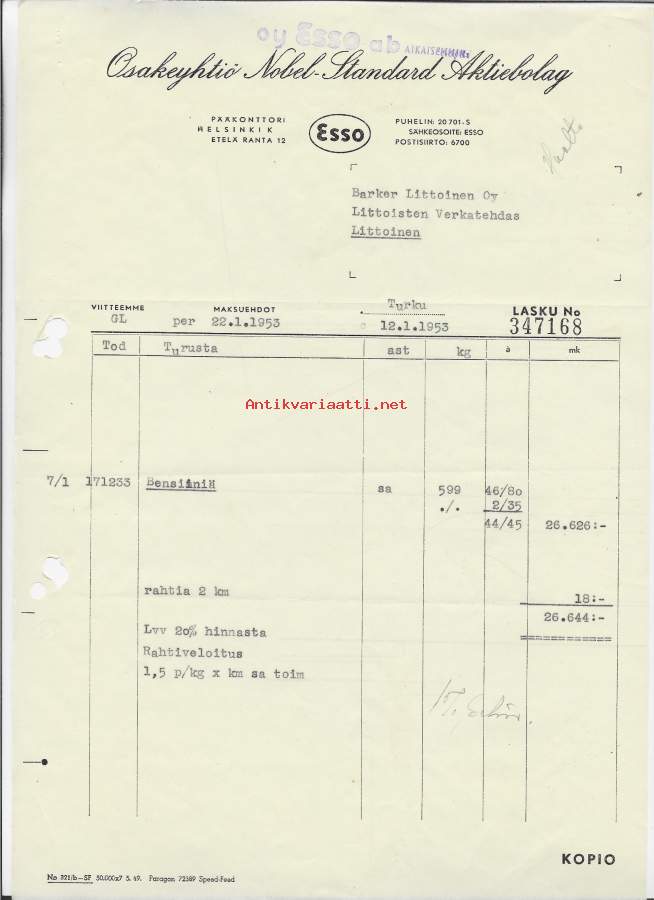 oy Esso ab AIKAISEMMIN:
Osakeyhtiö Nobel-Standard Aktiebolag
PÄÄKONTTORI
HELSINKI K
ETELÄ RANTA 12
Esso
PUHELIN: 20 701-S
SÄHKEOSOITE: ESSO
POSTISIIRTO: 6700
Barker Littoinen Oy
Littoisten Verkatehdas
Littoinen
VIITTEEMME MAKSUEHDOT Turku LASKU No
GL per 22.1.1953 12.1.1953 347168
Tod Turusta ast kg à mk
Antikvariaatti.net
7/1 171233 Bensiiniä sa 599 46/80
./. 2/35
44/45 26.626:-
rahtia 2 km 18:-
26.644:-
Lvv 20% hinnasta
Rahtiveloitus
1,5 p/kg x km sa toim
KOPIO
No 321/b-SF 50.000x7 5. 49. Paragon 72389 Speed-Feed